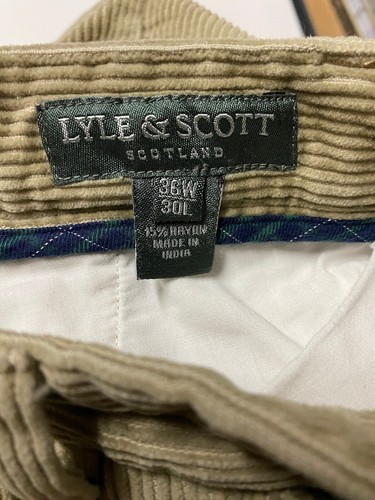 LYLE & SCOTT
SCOTLAND
36W
30L
15% RAYON
MADE IN
INDIA